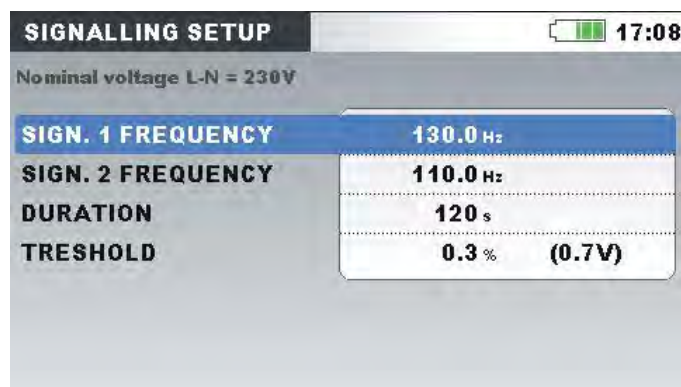 SIGNALLING SETUP 17:08
Nominal voltage L-N = 230V
SIGN. 1 FREQUENCY 130.0 Hz
SIGN. 2 FREQUENCY 110.0 Hz
DURATION 120 s
TRESHOLD 0.3 % (0.7V)